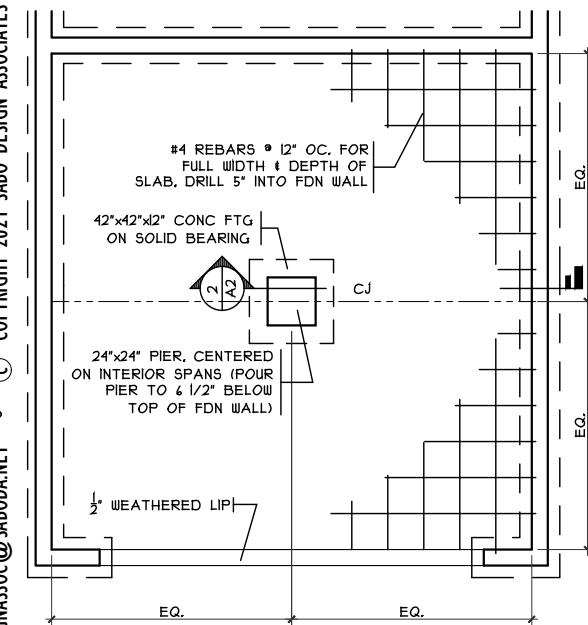 #4 REBARS @ 12" OC. FOR
FULL WIDTH & DEPTH OF
SLAB, DRILL 5" INTO FDN WALL
42"x42"x12" CONC FTG
ON SOLID BEARING
2
A2
CJ
24"x24" PIER, CENTERED
ON INTERIOR SPANS (POUR
PIER TO 6 1/2" BELOW
TOP OF FDN WALL)
1/2" WEATHERED LIP
EQ.
EQ.
EQ.
EQ.
NASSOC@SABODA.NET © COPYRIGHT 2021 SABO DESIGN ASSOCIATES